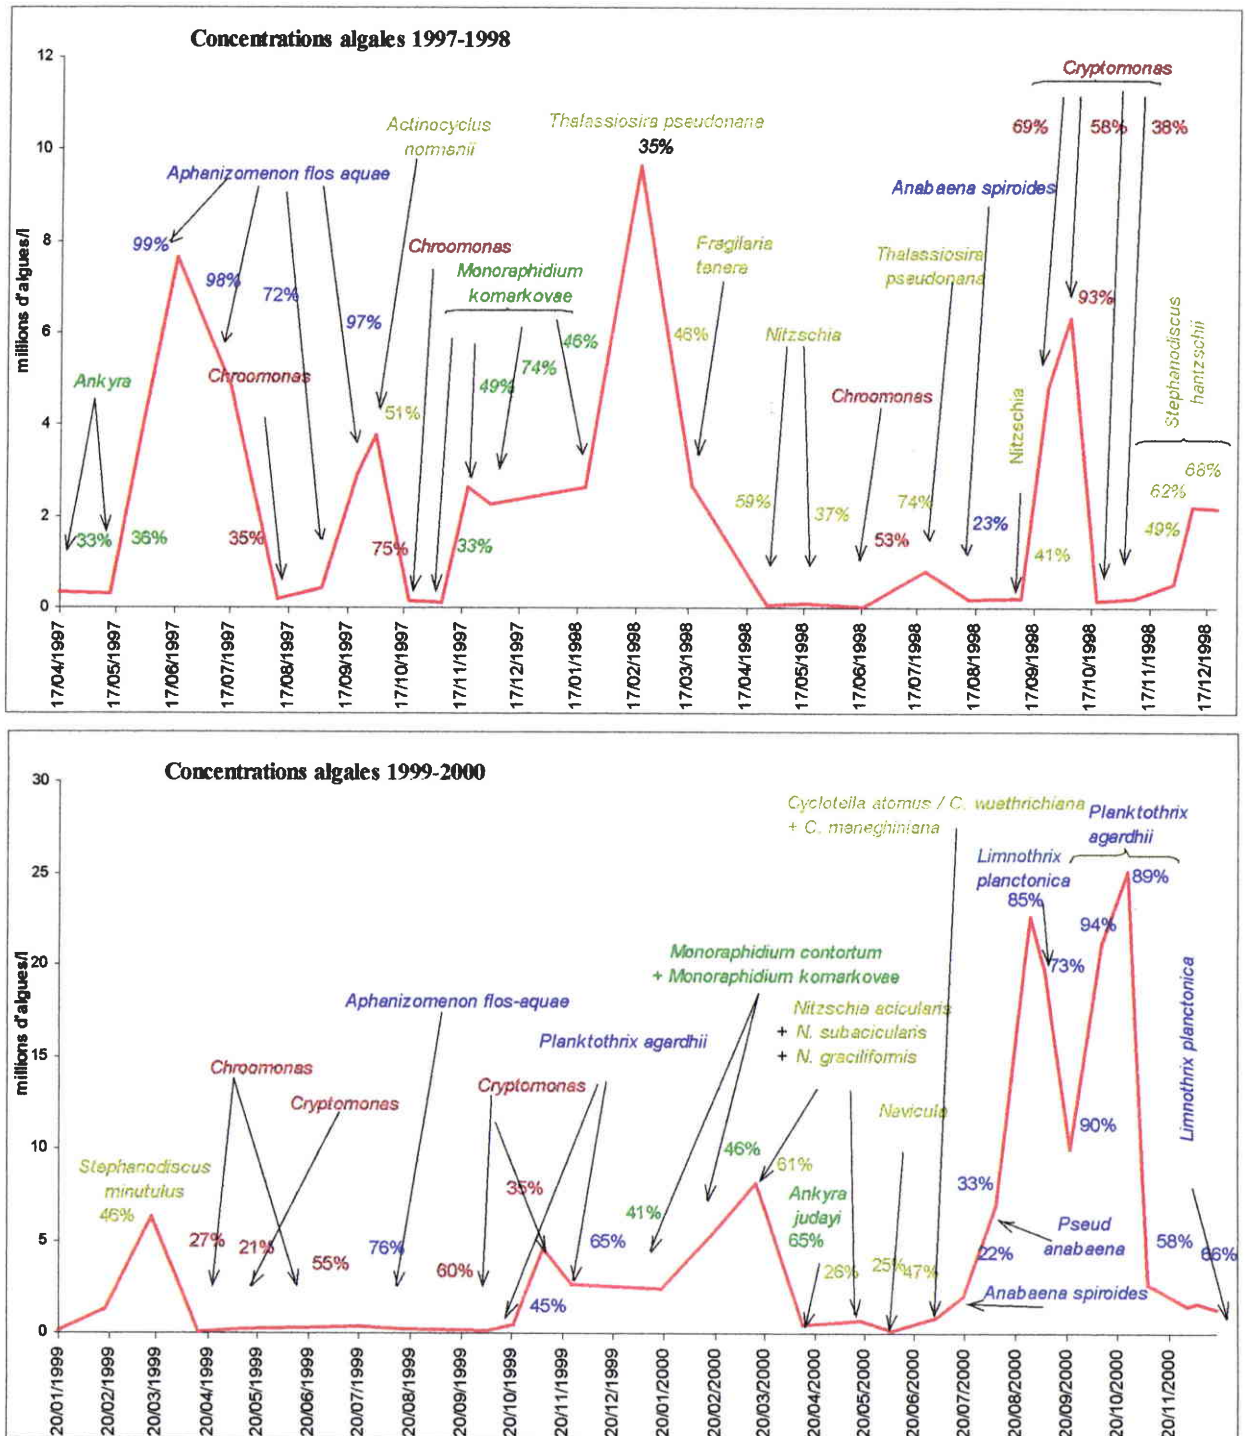 Concentrations algales 1997-1998
millions d'algues/l
12
10
8
6
4
2
0
Cryptomonas
69%
58%
38%
Actinocyclus
normanii
Thalassiosira pseudonana
35%
Aphanizomenon flos aquae
Anabaena spiroides
99%
98%
72%
97%
Chroomonas
Monoraphidium
komarkovae
Fragilaria
tenera
Thalassiosira
pseudonana
93%
Stephanodiscus
hantzschii
Ankyra
Chroomonas
51%
49%
74%
46%
46%
Nitzschia
Chroomonas
Nitzschia
33%
36%
35%
75%
33%
59%
37%
53%
74%
23%
41%
49%
62%
68%
17/04/1997
17/05/1997
17/06/1997
17/07/1997
17/08/1997
17/09/1997
17/10/1997
17/11/1997
17/12/1997
17/01/1998
17/02/1998
17/03/1998
17/04/1998
17/05/1998
17/06/1998
17/07/1998
17/08/1998
17/09/1998
17/10/1998
17/11/1998
17/12/1998
Concentrations algales 1999-2000
millions d'algues/l
30
25
20
15
10
5
0
Cyclotella atomus / C. wuethrichiana
+ C. meneghiniana
Planktothrix
agardhii
Limnothrix
planctonica
85%
89%
94%
73%
Monoraphidium contortum
+ Monoraphidium komarkovae
Aphanizomenon flos-aquae
Nitzschia acicularis
+ N. subacicularis
+ N. graciliformis
Planktothrix agardhii
Limnothrix planctonica
Chroomonas
Cryptomonas
Cryptomonas
Navicula
90%
Stephanodiscus
minutulus
46%
46%
61%
35%
Ankyra
judayi
65%
33%
41%
27%
21%
55%
76%
60%
65%
45%
26%
25%
47%
22%
Pseud
anabaena
58%
66%
Anabaena spiroides
20/01/1999
20/02/1999
20/03/1999
20/04/1999
20/05/1999
20/06/1999
20/07/1999
20/08/1999
20/09/1999
20/10/1999
20/11/1999
20/12/1999
20/01/2000
20/02/2000
20/03/2000
20/04/2000
20/05/2000
20/06/2000
20/07/2000
20/08/2000
20/09/2000
20/10/2000
20/11/2000